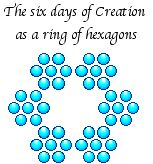 The six days of Creation
as a ring of hexagons